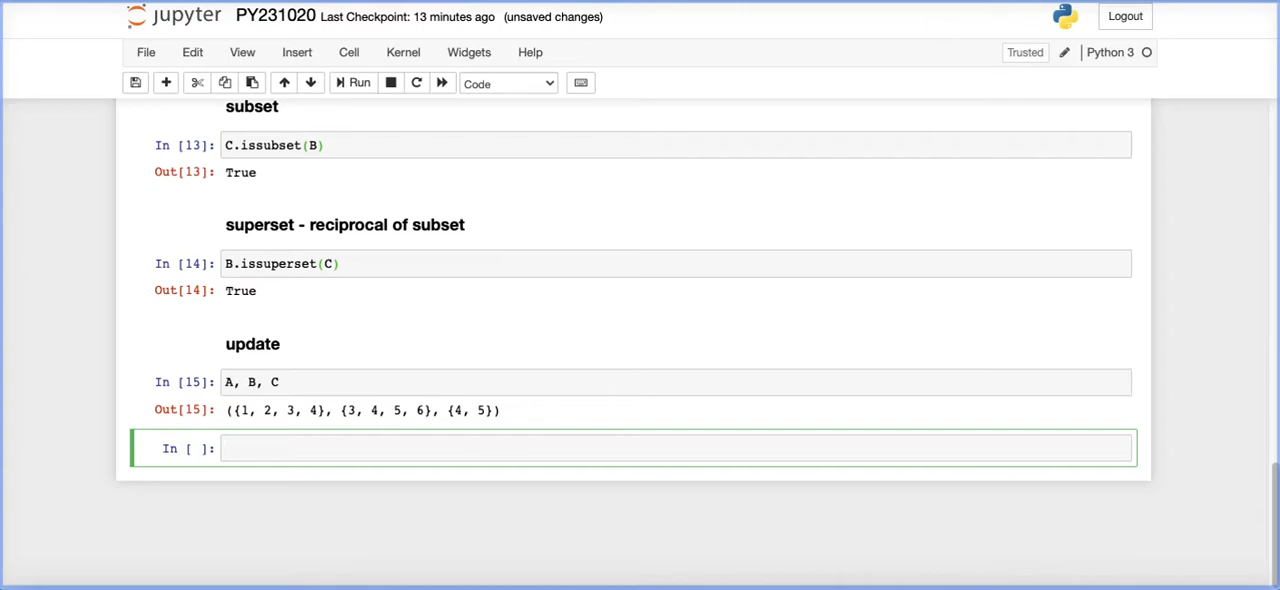 jupyter PY231020 Last Checkpoint: 13 minutes ago (unsaved changes) Logout
File Edit View Insert Cell Kernel Widgets Help Trusted Python 3
Run Code
subset
In [13]: C.issubset(B)
Out[13]: True
superset - reciprocal of subset
In [14]: B.issuperset(C)
Out[14]: True
update
In [15]: A, B, C
Out[15]: ({1, 2, 3, 4}, {3, 4, 5, 6}, {4, 5})
In [ ]: